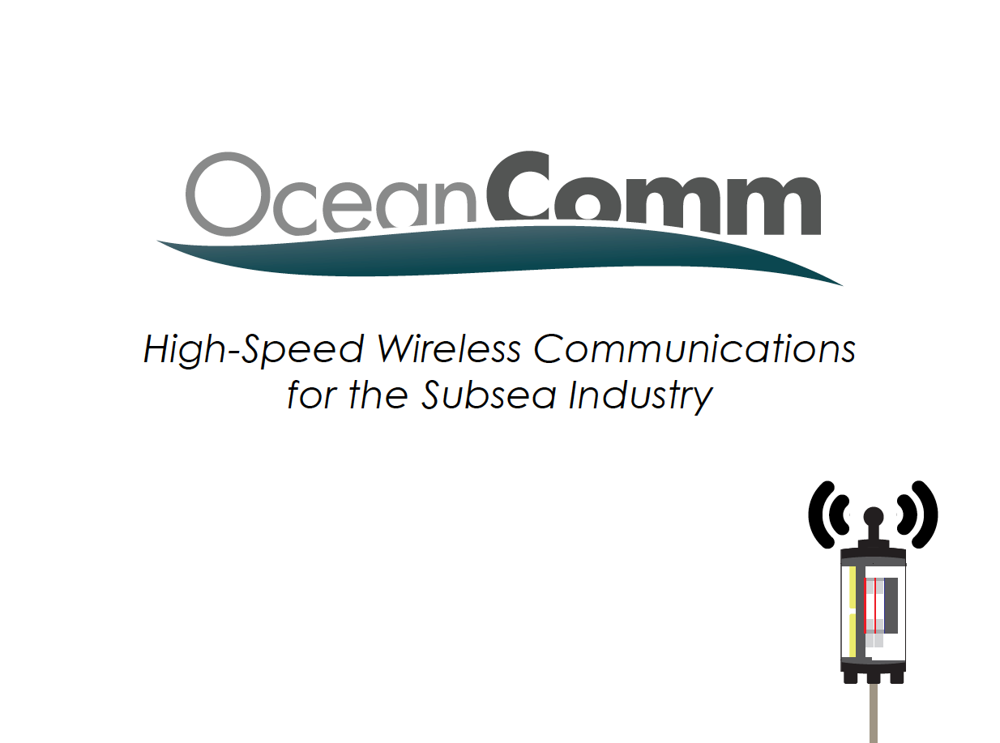 OceanComm
High-Speed Wireless Communications
for the Subsea Industry